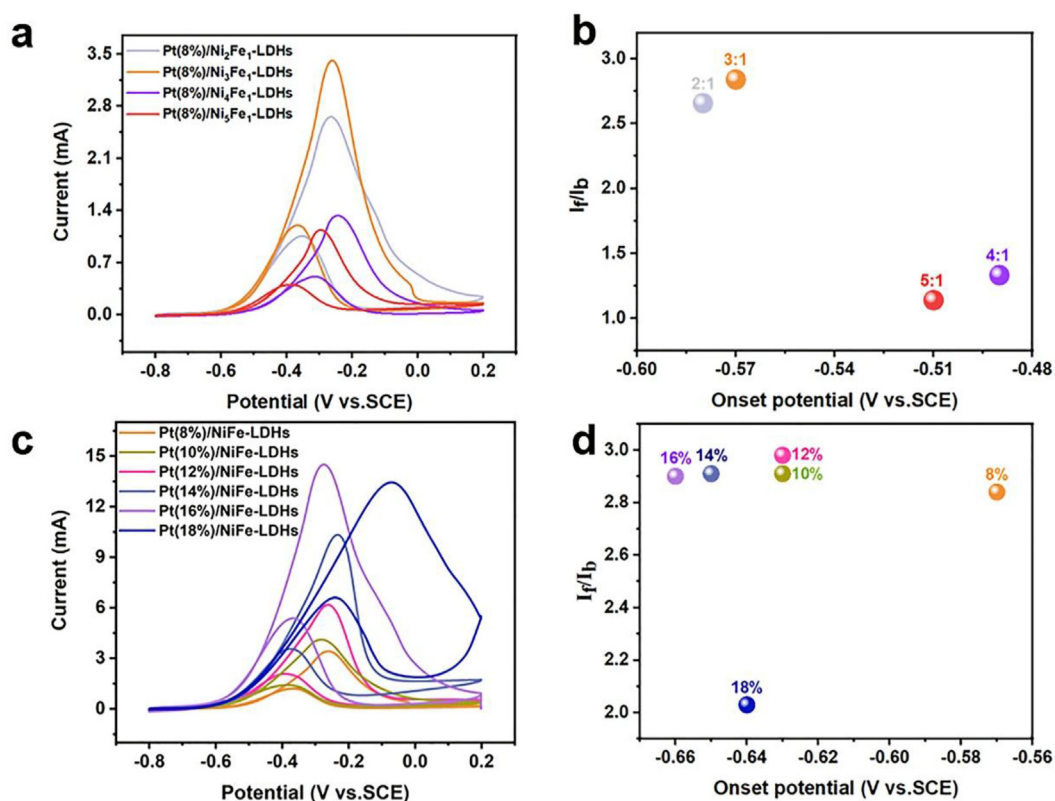 a
Pt(8%)/Ni₂Fe₁-LDHs
Pt(8%)/Ni₃Fe₁-LDHs
Pt(8%)/Ni₄Fe₁-LDHs
Pt(8%)/Ni₅Fe₁-LDHs
3.5
2.8
2.1
1.4
0.7
0.0
Current (mA)
-0.8 -0.6 -0.4 -0.2 0.0 0.2
Potential (V vs.SCE)
b
3.0
2.5
2.0
1.5
1.0
I_f/I_b
2:1
3:1
5:1
4:1
-0.60 -0.57 -0.54 -0.51 -0.48
Onset potential (V vs.SCE)
c
Pt(8%)/NiFe-LDHs
Pt(10%)/NiFe-LDHs
Pt(12%)/NiFe-LDHs
Pt(14%)/NiFe-LDHs
Pt(16%)/NiFe-LDHs
Pt(18%)/NiFe-LDHs
15
12
9
6
3
0
Current (mA)
-0.8 -0.6 -0.4 -0.2 0.0 0.2
Potential (V vs.SCE)
d
3.0
2.8
2.6
2.4
2.2
2.0
I_f/I_b
16%
14%
12%
10%
8%
18%
-0.66 -0.64 -0.62 -0.60 -0.58 -0.56
Onset potential (V vs.SCE)